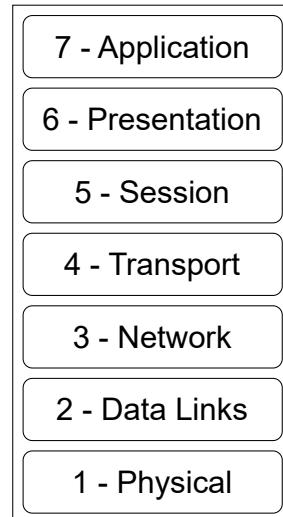 7 - Application
6 - Presentation
5 - Session
4 - Transport
3 - Network
2 - Data Links
1 - Physical